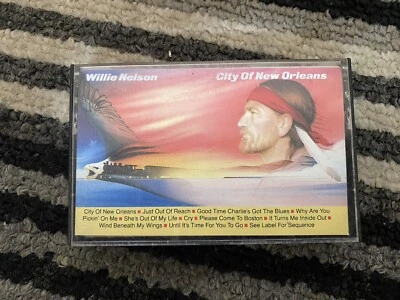 Willie Nelson City Of New Orleans
City Of New Orleans ■ Just Out Of Reach ■ Good Time Charlie's Got The Blues ■ Why Are You
Pickin' On Me ■ She's Out Of My Life ■ Cry ■ Please Come To Boston ■ It Turns Me Inside Out ■
Wind Beneath My Wings ■ Until It's Time For You To Go ■ See Label For Sequence